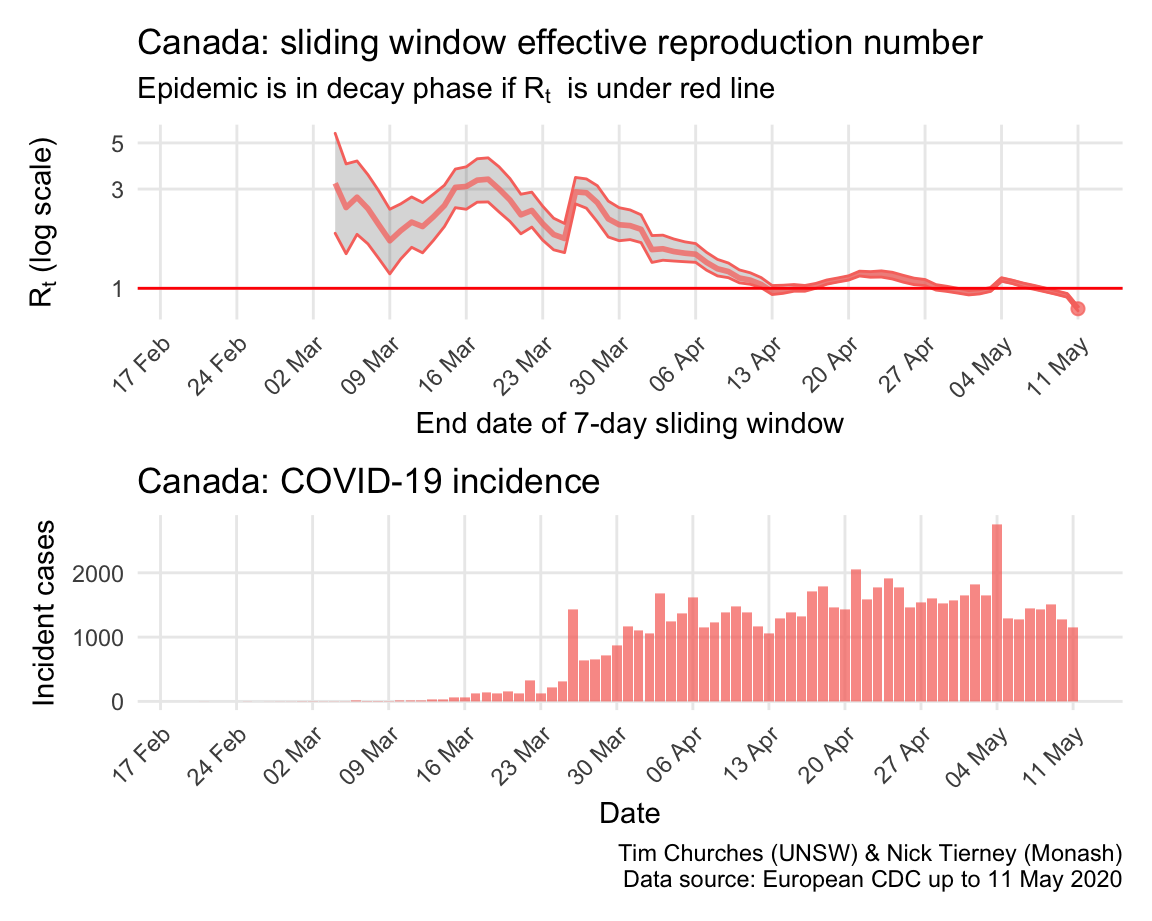 Canada: sliding window effective reproduction number
Epidemic is in decay phase if Rt is under red line
Rt (log scale)
5
3
1
17 Feb
24 Feb
02 Mar
09 Mar
16 Mar
23 Mar
30 Mar
06 Apr
13 Apr
20 Apr
27 Apr
04 May
11 May
End date of 7-day sliding window
Canada: COVID-19 incidence
Incident cases
2000
1000
0
17 Feb
24 Feb
02 Mar
09 Mar
16 Mar
23 Mar
30 Mar
06 Apr
13 Apr
20 Apr
27 Apr
04 May
11 May
Date
Tim Churches (UNSW) & Nick Tierney (Monash)
Data source: European CDC up to 11 May 2020